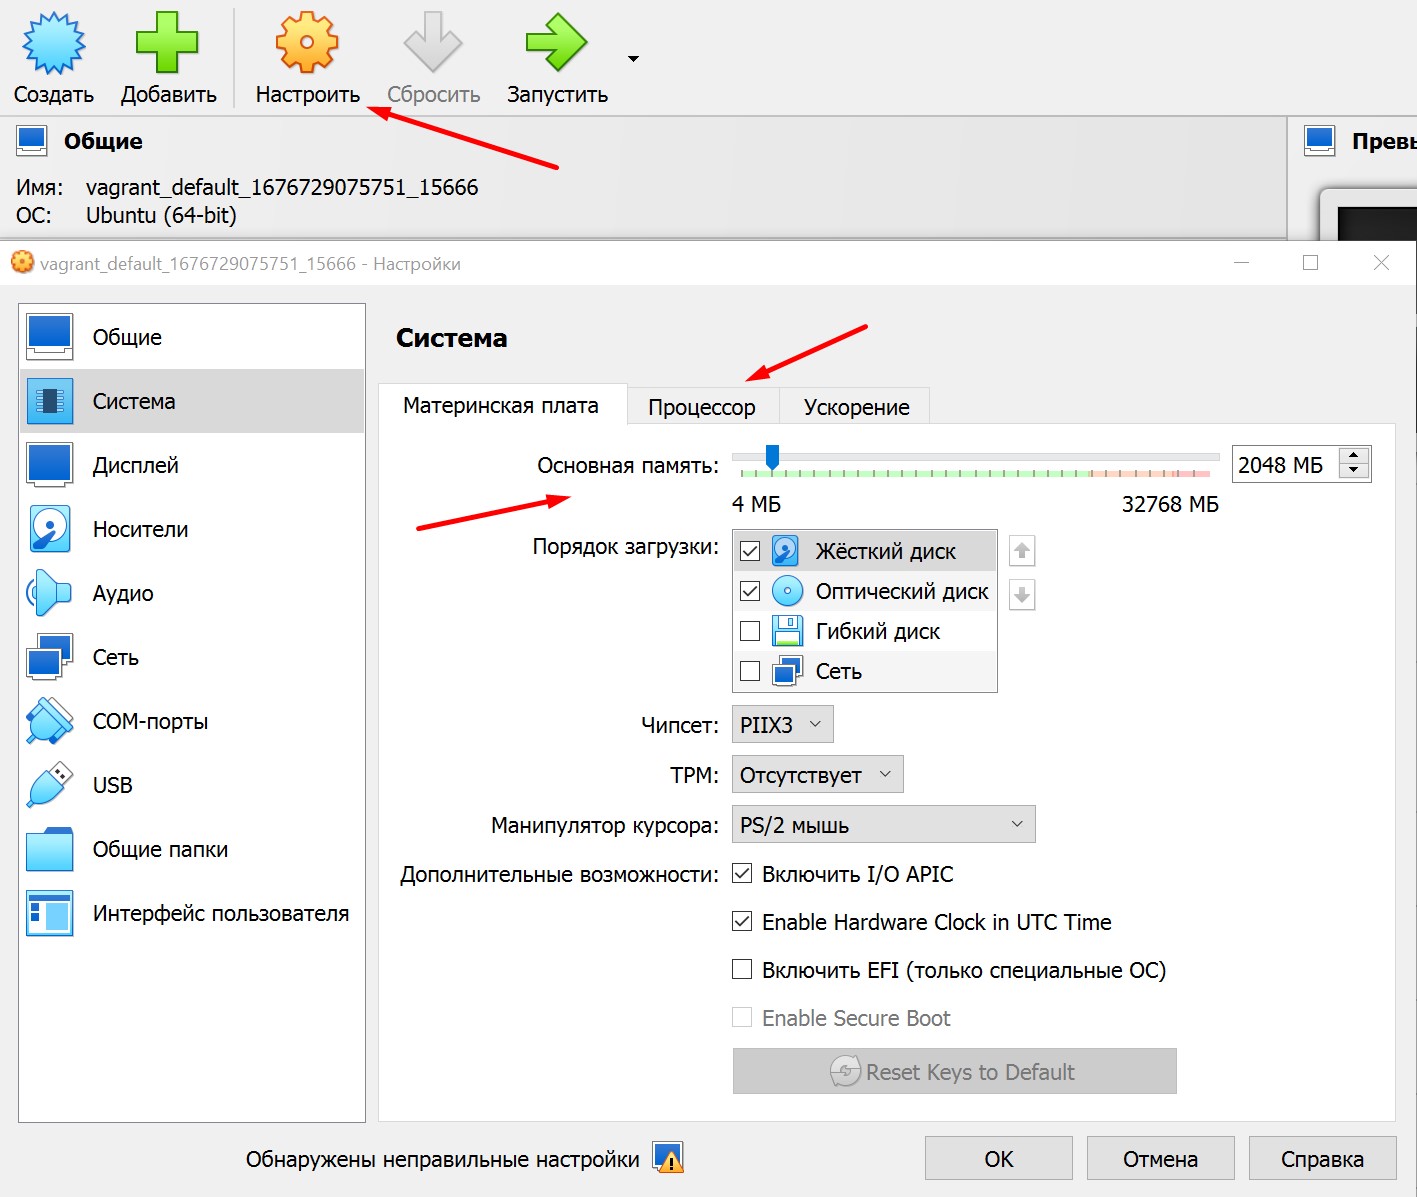 Создать Добавить Настроить Сбросить Запустить
Общие
Имя: vagrant_default_1676729075751_15666
ОС: Ubuntu (64-bit)
Превь
vagrant_default_1676729075751_15666 - Настройки
Общие
Система
Дисплей
Носители
Аудио
Сеть
COM-порты
USB
Общие папки
Интерфейс пользователя
Система
Материнская плата Процессор Ускорение
Основная память: 2048 МБ
4 МБ 32768 МБ
Порядок загрузки: Жёсткий диск
Оптический диск
Гибкий диск
Сеть
Чипсет: PIIX3
TPM: Отсутствует
Манипулятор курсора: PS/2 мышь
Дополнительные возможности: Включить I/O APIC
Enable Hardware Clock in UTC Time
Включить EFI (только специальные ОС)
Enable Secure Boot
Reset Keys to Default
Обнаружены неправильные настройки OK Отмена Справка